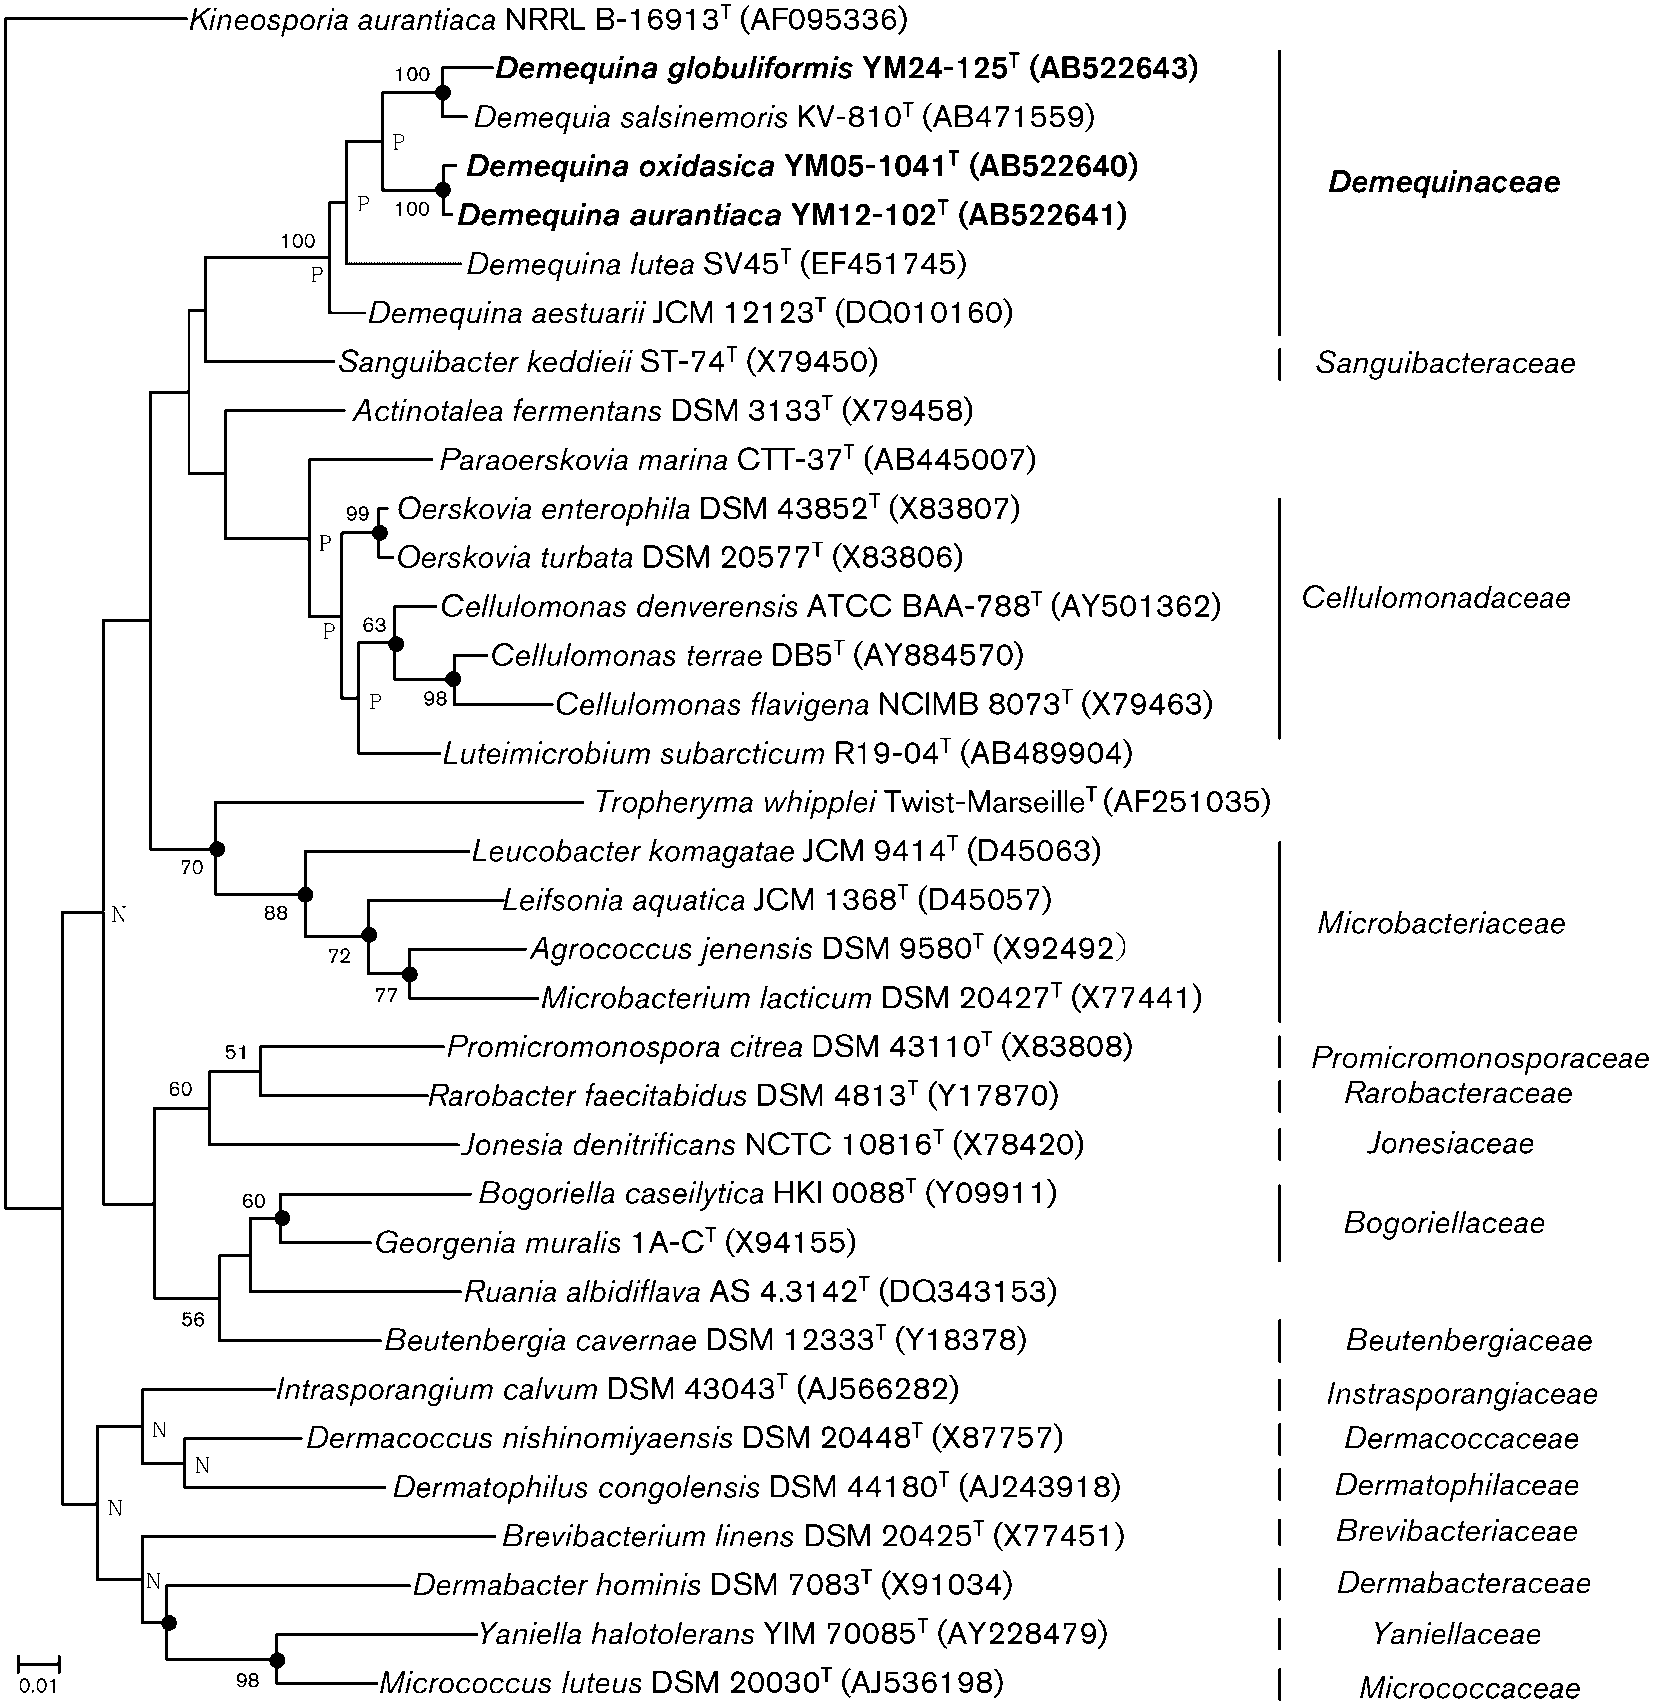 Kineosporia aurantiaca NRRL B-16913T (AF095336)
100 Demequina globuliformis YM24-125T (AB522643)
Demequia salsinemoris KV-810T (AB471559)
P
Demequina oxidasica YM05-1041T (AB522640)
Demequinaceae
P
100 Demequina aurantiaca YM12-102T (AB522641)
100
P
Demequina lutea SV45T (EF451745)
Demequina aestuarii JCM 12123T (DQ010160)
Sanguibacter keddieii ST-74T (X79450) Sanguibacteraceae
Actinotalea fermentans DSM 3133T (X79458)
Paraoerskovia marina CTT-37T (AB445007)
99 Oerskovia enterophila DSM 43852T (X83807)
P
Oerskovia turbata DSM 20577T (X83806)
Cellulomonadaceae
Cellulomonas denverensis ATCC BAA-788T (AY501362)
P 63
Cellulomonas terrae DB5T (AY884570)
P 98 Cellulomonas flavigena NCIMB 8073T (X79463)
Luteimicrobium subarcticum R19-04T (AB489904)
Tropheryma whipplei Twist-MarseilleT (AF251035)
70 Leucobacter komagatae JCM 9414T (D45063)
88 Leifsonia aquatica JCM 1368T (D45057)
N Microbacteriaceae
72 Agrococcus jenensis DSM 9580T (X92492)
77 Microbacterium lacticum DSM 20427T (X77441)
51 Promicromonospora citrea DSM 43110T (X83808) Promicromonosporaceae
60 Rarobacter faecitabidus DSM 4813T (Y17870) Rarobacteraceae
Jonesia denitrificans NCTC 10816T (X78420) Jonesiaceae
60 Bogoriella caseilytica HKI 0088T (Y09911)
Bogoriellaceae
Georgenia muralis 1A-CT (X94155)
Ruania albidiflava AS 4.3142T (DQ343153)
56
Beutenbergia cavernae DSM 12333T (Y18378) Beutenbergiaceae
Intrasporangium calvum DSM 43043T (AJ566282) Instrasporangiaceae
N Dermacoccus nishinomiyaensis DSM 20448T (X87757) Dermacoccaceae
N
Dermatophilus congolensis DSM 44180T (AJ243918) Dermatophilaceae
N
Brevibacterium linens DSM 20425T (X77451) Brevibacteriaceae
N Dermabacter hominis DSM 7083T (X91034) Dermabacteraceae
Yaniella halotolerans YIM 70085T (AY228479) Yaniellaceae
98 Micrococcus luteus DSM 20030T (AJ536198) Micrococcaceae
0.01